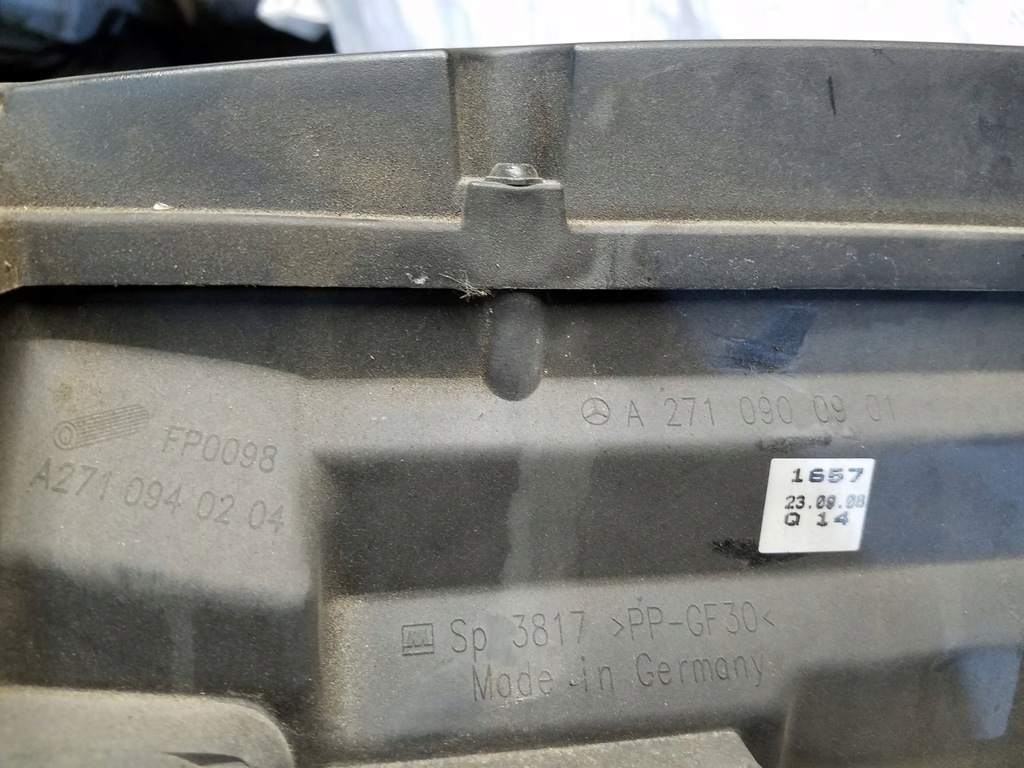 FP0098
A271 094 02 04
A 271 090 09 01
1657
23.09.08
Q 14
Sp 3817 >PP-GF30<
Made in Germany